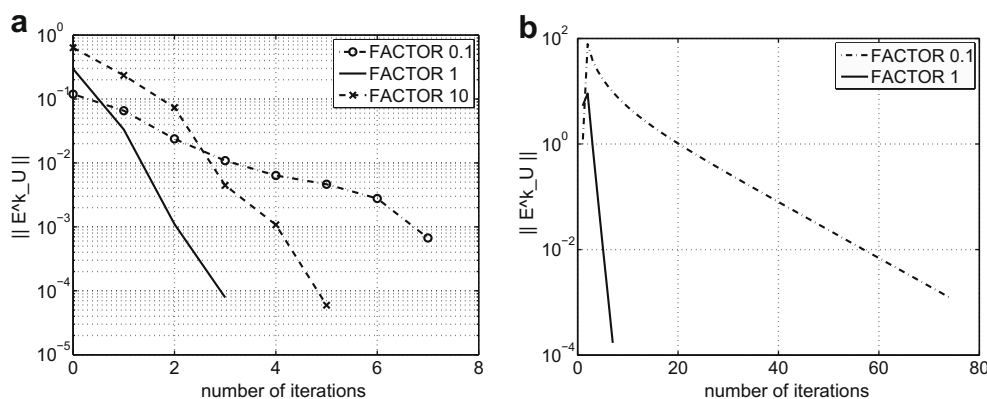 a
10^0
10^-1
10^-2
10^-3
10^-4
10^-5
|| E^k_U ||
0 2 4 6 8
number of iterations
FACTOR 0.1
FACTOR 1
FACTOR 10
b
10^2
10^0
10^-2
10^-4
|| E^k_U ||
0 20 40 60 80
number of iterations
FACTOR 0.1
FACTOR 1